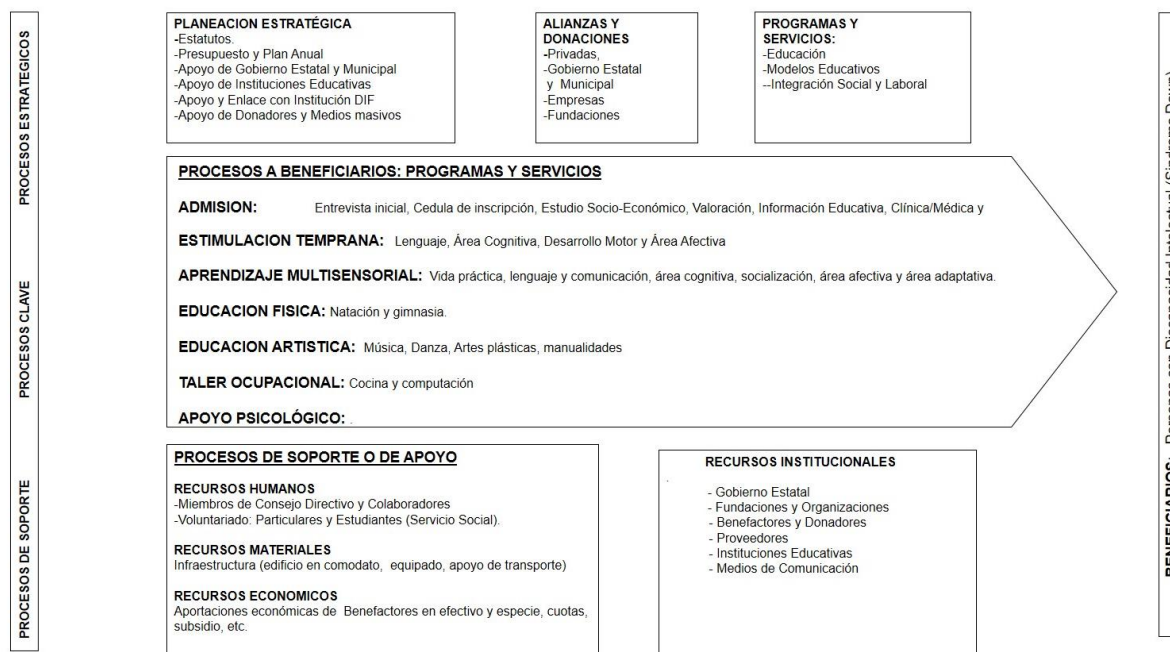 PROCESOS ESTRATEGICOS
PLANEACION ESTRATÉGICA
-Estatutos.
-Presupuesto y Plan Anual
-Apoyo de Gobierno Estatal y Municipal
-Apoyo de Instituciones Educativas
-Apoyo y Enlace con Institución DIF
-Apoyo de Donadores y Medios masivos
ALIANZAS Y
DONACIONES
-Privadas,
-Gobierno Estatal
y Municipal
-Empresas
-Fundaciones
PROGRAMAS Y
SERVICIOS:
-Educación
-Modelos Educativos
--Integración Social y Laboral
PROCESOS CLAVE
PROCESOS A BENEFICIARIOS: PROGRAMAS Y SERVICIOS
ADMISION: Entrevista inicial, Cedula de inscripción, Estudio Socio-Económico, Valoración, Información Educativa, Clínica/Médica y
ESTIMULACION TEMPRANA: Lenguaje, Área Cognitiva, Desarrollo Motor y Área Afectiva
APRENDIZAJE MULTISENSORIAL: Vida práctica, lenguaje y comunicación, área cognitiva, socialización, área afectiva y área adaptativa.
EDUCACION FISICA: Natación y gimnasia.
EDUCACION ARTISTICA: Música, Danza, Artes plásticas, manualidades
TALER OCUPACIONAL: Cocina y computación
APOYO PSICOLÓGICO: .
PROCESOS DE SOPORTE
PROCESOS DE SOPORTE O DE APOYO
RECURSOS HUMANOS
-Miembros de Consejo Directivo y Colaboradores
-Voluntariado: Particulares y Estudiantes (Servicio Social).
RECURSOS MATERIALES
Infraestructura (edificio en comodato, equipado, apoyo de transporte)
RECURSOS ECONOMICOS
Aportaciones económicas de Benefactores en efectivo y especie, cuotas,
subsidio, etc.
RECURSOS INSTITUCIONALES
- Gobierno Estatal
- Fundaciones y Organizaciones
- Benefactores y Donadores
- Proveedores
- Instituciones Educativas
- Medios de Comunicación
BENEFICIARIOS: Personas con Discapacidad Intelectual (Síndrome Down)